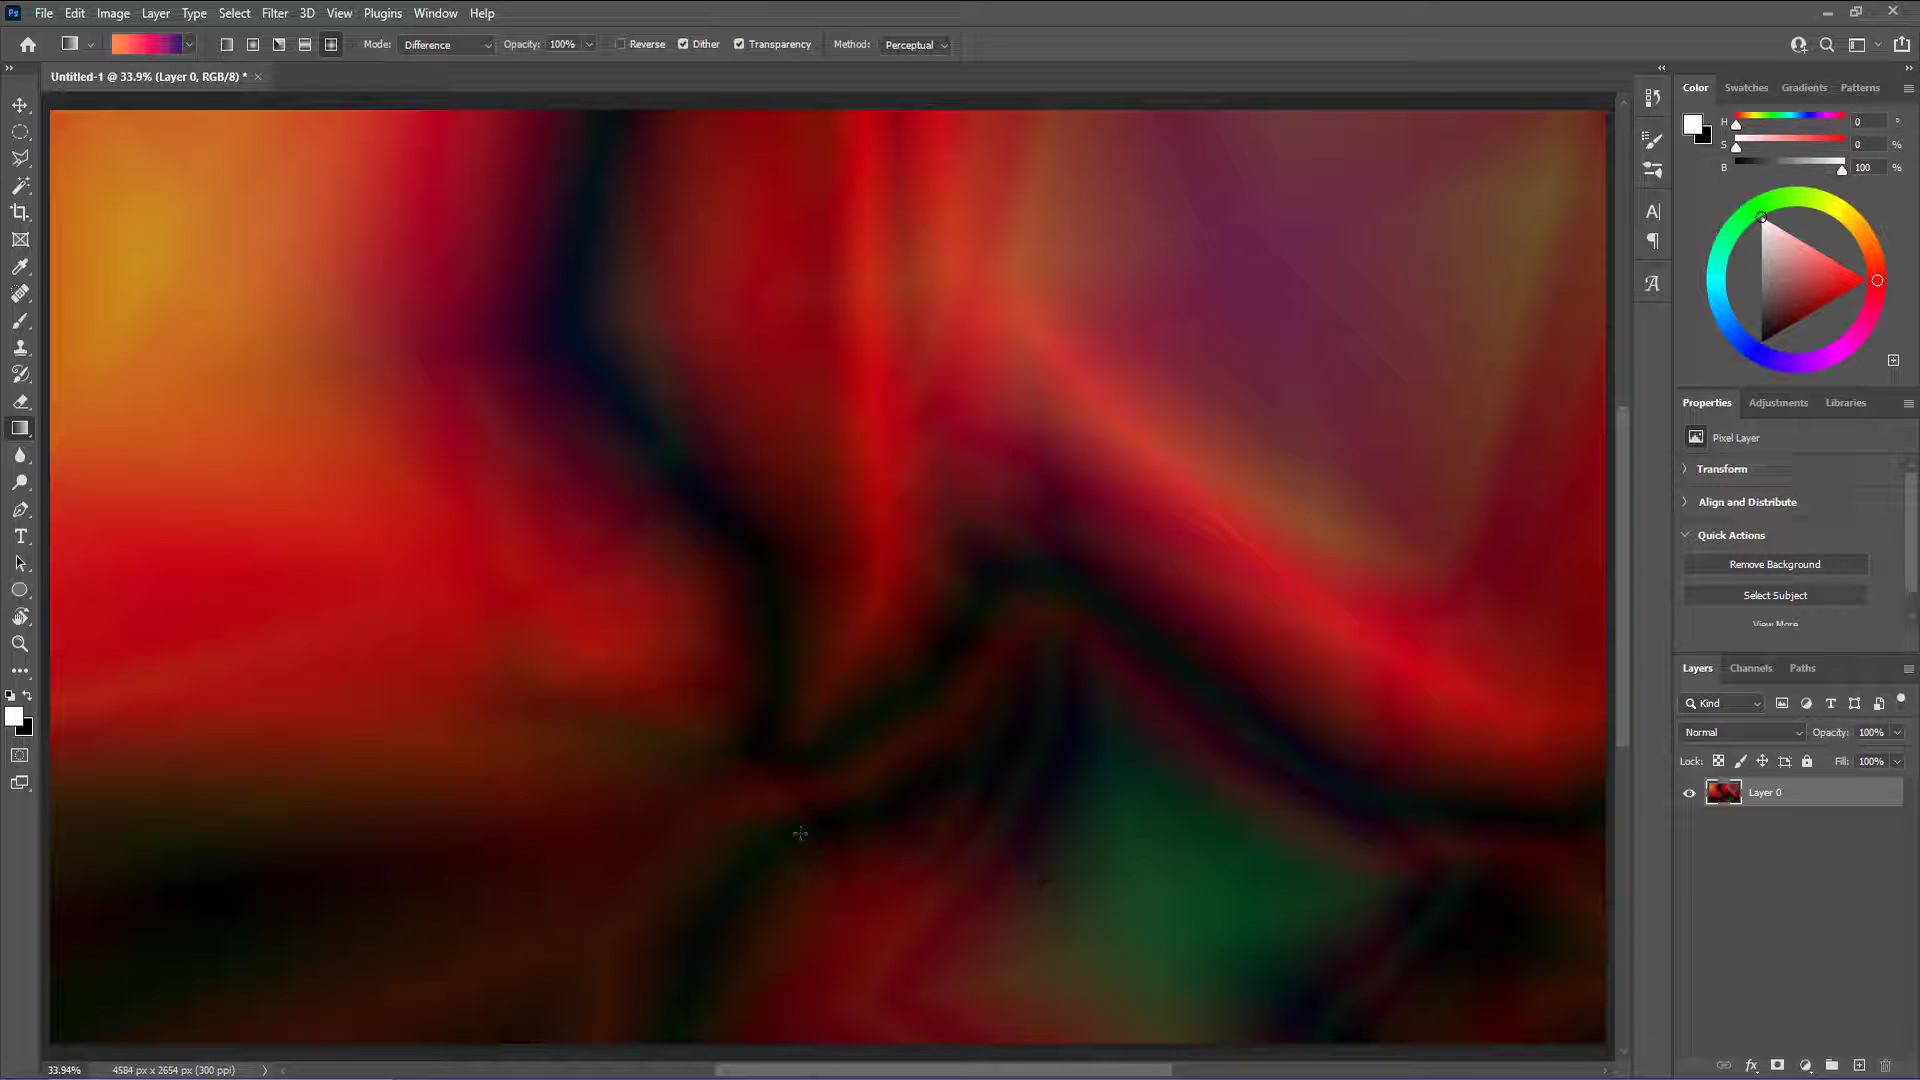 Ps File Edit Image Layer Type Select Filter 3D View Plugins Window Help
Mode: Difference Opacity: 100% Reverse Dither Transparency Method: Perceptual
Untitled-1 @ 33.9% (Layer 0, RGB/8) * ×
Color Swatches Gradients Patterns
H 0 °
S 0 %
B 100 %
Properties Adjustments Libraries
Pixel Layer
Transform
Align and Distribute
Quick Actions
Remove Background
Select Subject
View More
Layers Channels Paths
Kind
Normal Opacity: 100%
Lock: Fill: 100%
Layer 0
33.94% 4584 px x 2654 px (300 ppi)